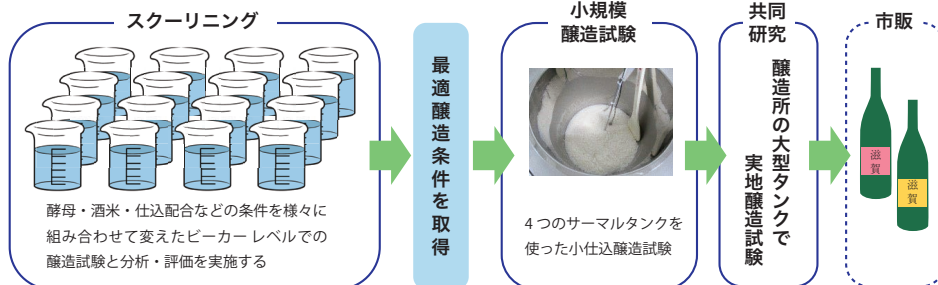 スクーリニング
酵母・酒米・仕込配合などの条件を様々に
組み合わせて変えたビーカーレベルでの
醸造試験と分析・評価を実施する
最適醸造条件を取得
小規模
醸造試験
4つのサーマルタンクを
使った小仕込醸造試験
共同
研究
醸造所の大型タンクで
実地醸造試験
市販
滋賀
滋賀